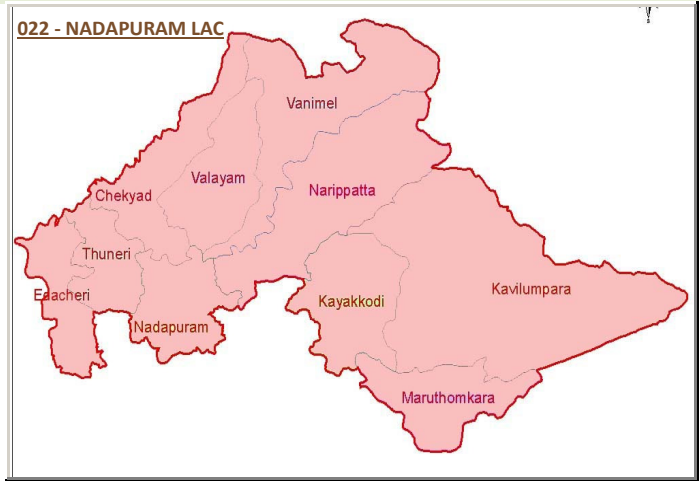 022 - NADAPURAM LAC
Vanimel
Valayam
Narippatta
Chekyad
Thuneri
Edacheri
Kayakkodi
Kavilumpara
Nadapuram
Maruthomkara